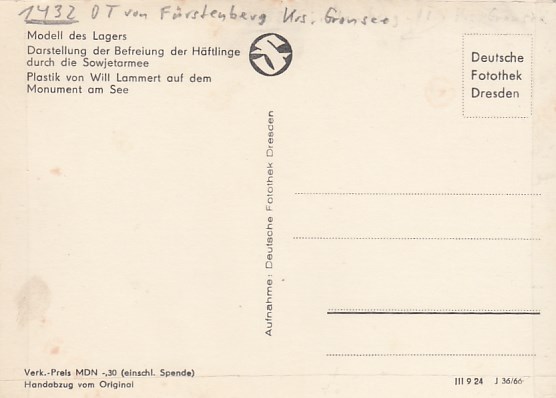 1432 OT von Fürstenberg Krs. Gransee
Modell des Lagers
Darstellung der Befreiung der Häftlinge
durch die Sowjetarmee
Plastik von Will Lammert auf dem
Monument am See
Deutsche
Fotothek
Dresden
Aufnahme: Deutsche Fotothek Dresden
Verk.-Preis MDN -,30 (einschl. Spende)
Handabzug vom Original
III 9 24 J 36/66